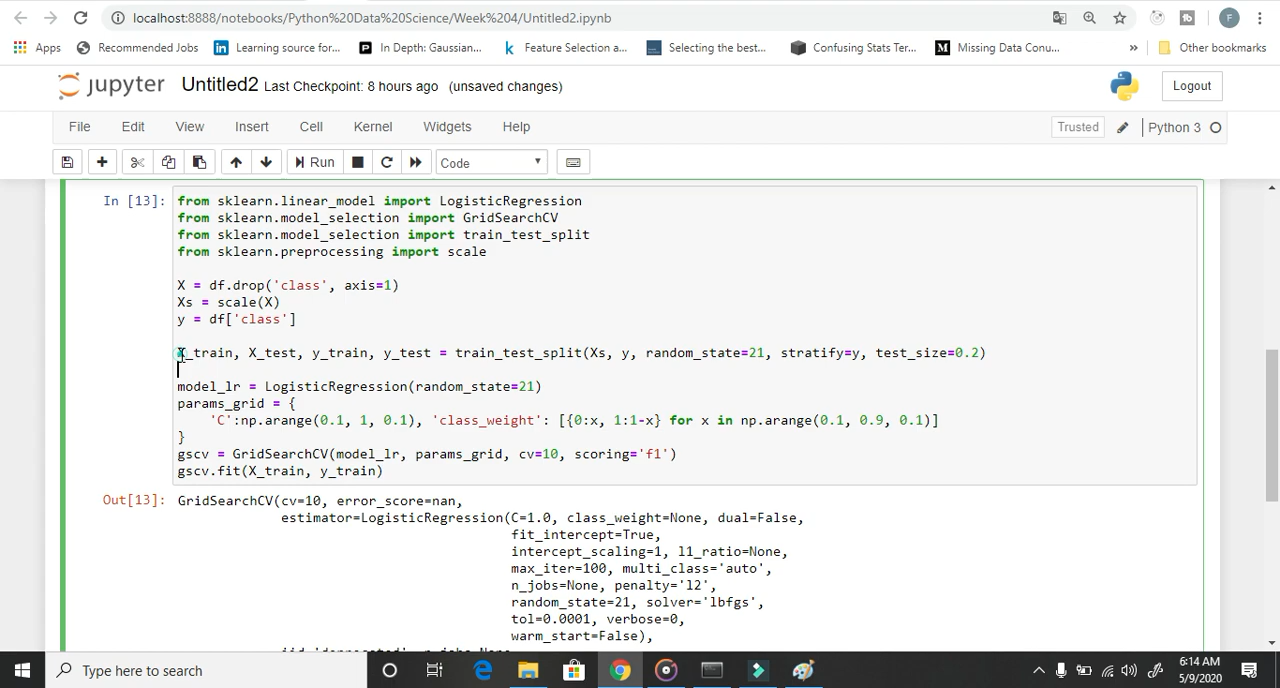 localhost:8888/notebooks/Python%20Data%20Science/Week%204/Untitled2.ipynb
Apps Recommended Jobs Learning source for... In Depth: Gaussian... Feature Selection a... Selecting the best... Confusing Stats Ter... Missing Data Conu... » Other bookmarks
jupyter Untitled2 Last Checkpoint: 8 hours ago (unsaved changes) Logout
File Edit View Insert Cell Kernel Widgets Help Trusted Python 3
Run Code
In [13]: from sklearn.linear_model import LogisticRegression
from sklearn.model_selection import GridSearchCV
from sklearn.model_selection import train_test_split
from sklearn.preprocessing import scale
X = df.drop('class', axis=1)
Xs = scale(X)
y = df['class']
X_train, X_test, y_train, y_test = train_test_split(Xs, y, random_state=21, stratify=y, test_size=0.2)
model_lr = LogisticRegression(random_state=21)
params_grid = {
'C':np.arange(0.1, 1, 0.1), 'class_weight': [{0:x, 1:1-x} for x in np.arange(0.1, 0.9, 0.1)]
}
gscv = GridSearchCV(model_lr, params_grid, cv=10, scoring='f1')
gscv.fit(X_train, y_train)
Out[13]: GridSearchCV(cv=10, error_score=nan,
estimator=LogisticRegression(C=1.0, class_weight=None, dual=False,
fit_intercept=True,
intercept_scaling=1, l1_ratio=None,
max_iter=100, multi_class='auto',
n_jobs=None, penalty='l2',
random_state=21, solver='lbfgs',
tol=0.0001, verbose=0,
warm_start=False),
iid='deprecated', n_jobs=None,
Type here to search 6:14 AM
5/9/2020